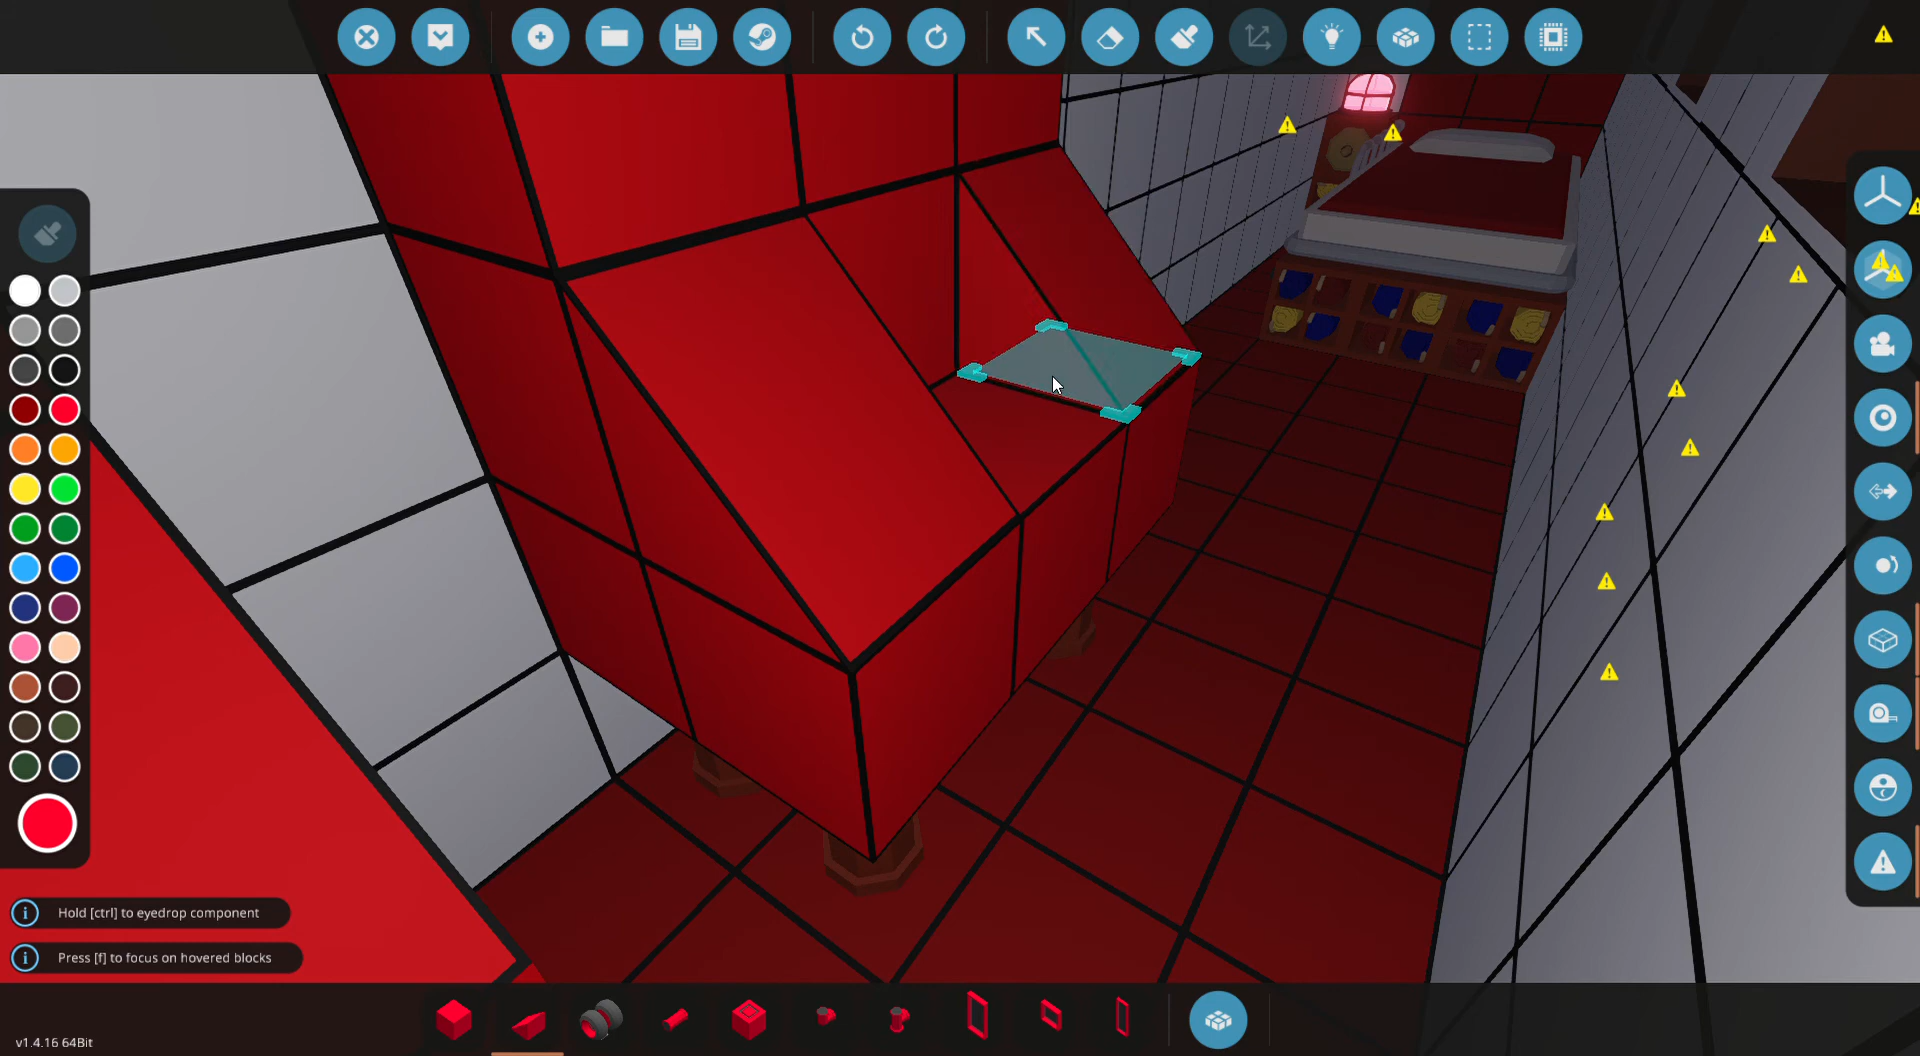 Hold [ctrl] to eyedrop component
Press [f] to focus on hovered blocks
v1.4.16 64Bit